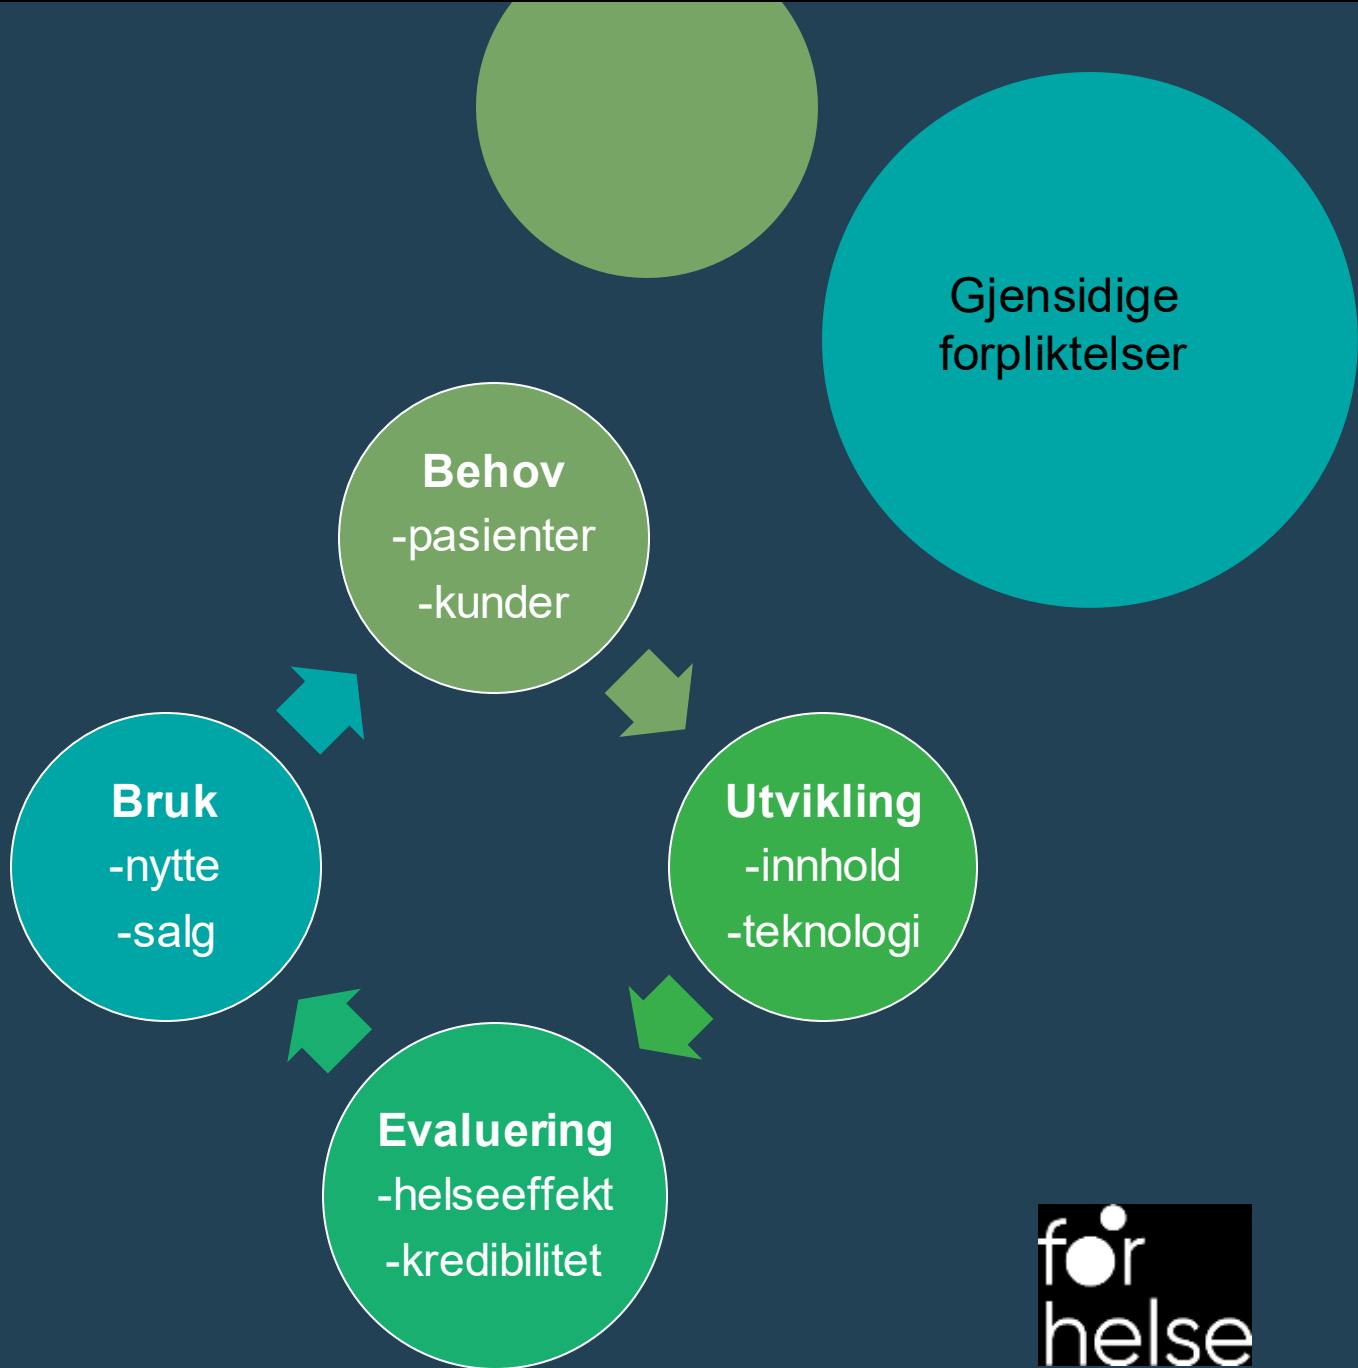 Gjensidige
forpliktelser
Behov
-pasienter
-kunder
Bruk
-nytte
-salg
Utvikling
-innhold
-teknologi
Evaluering
-helseeffekt
-kredibilitet
for
helse